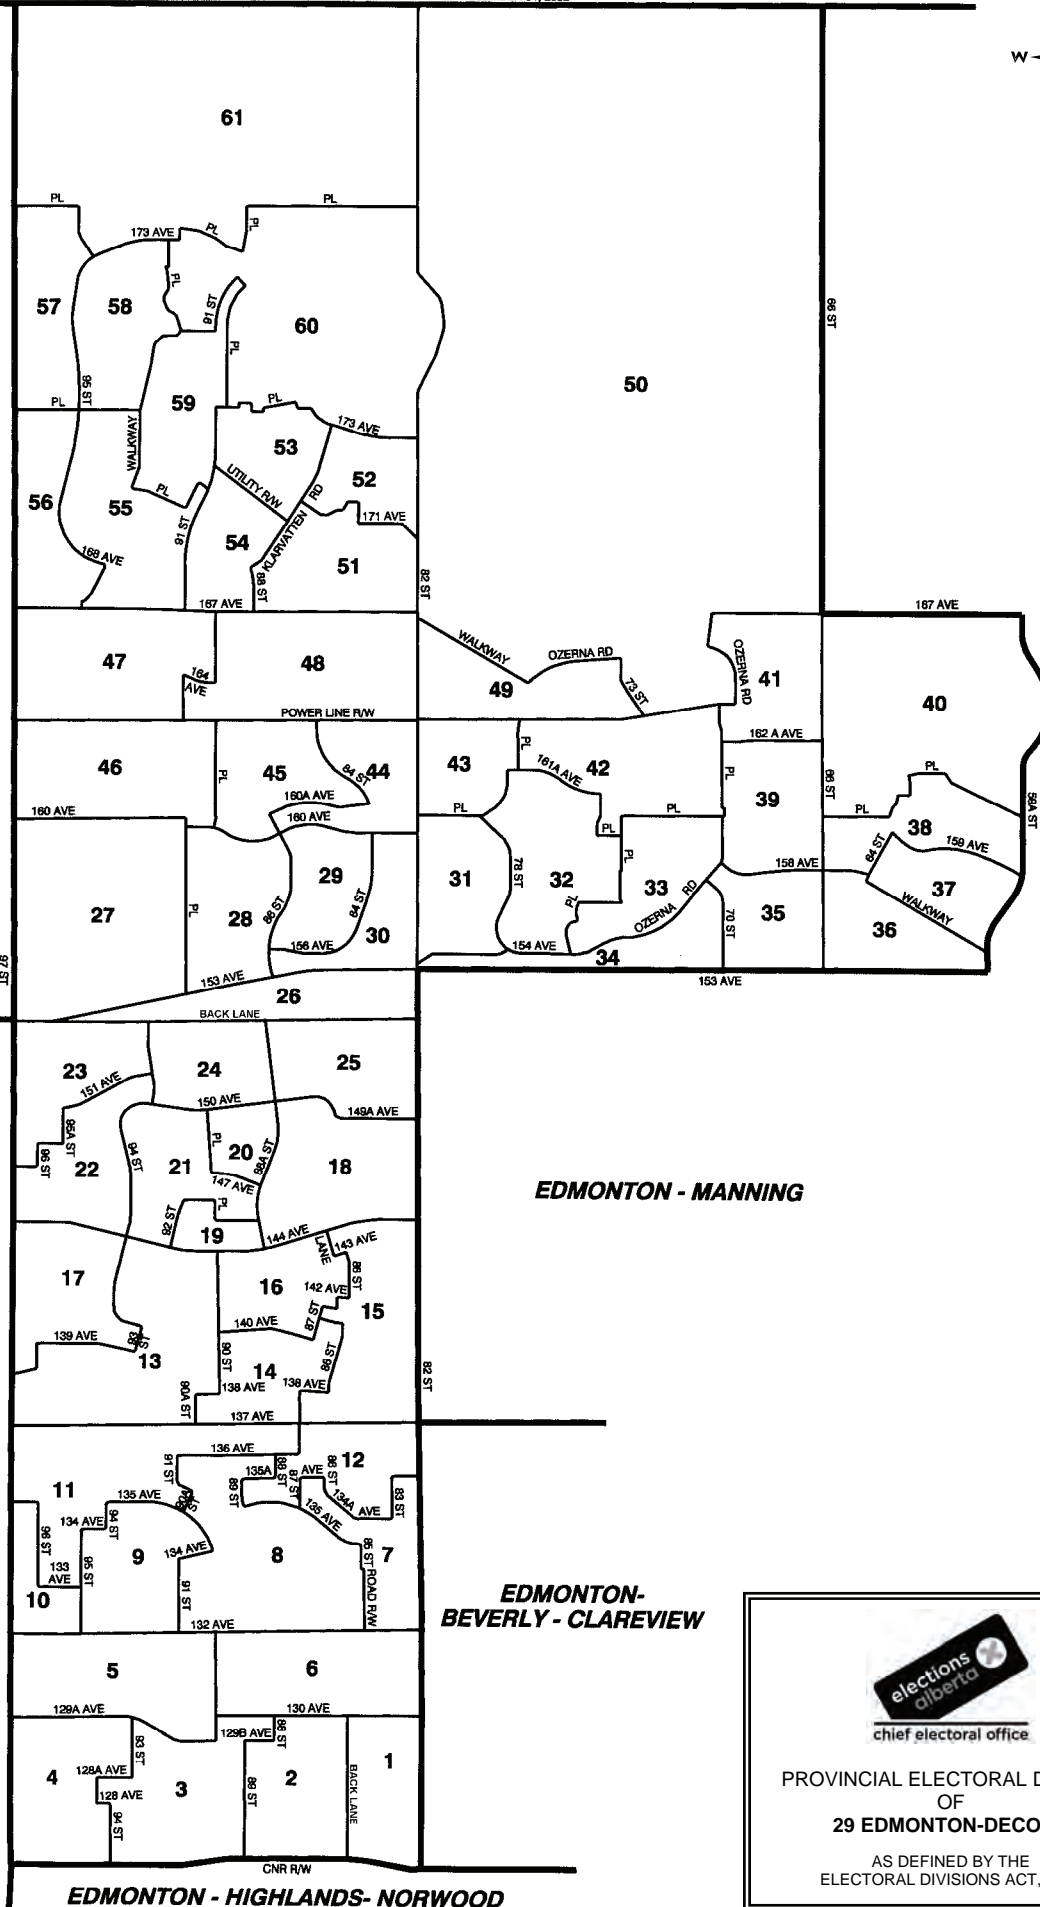 W
61
PL
PL
173 AVE
PL
PL
PL
57
58
91 ST
60
66 ST
PL
50
95 ST
PL
59
PL
WALKWAY
173 AVE
53
UTILITY R/W
52
PL
RD
56
55
91 ST
171 AVE
54
KLARVATTEN
168 AVE
51
88 ST
82 ST
167 AVE
167 AVE
47
48
WALKWAY
OZERNA RD
OZERNA RD
41
164
AVE
49
73 ST
40
POWER LINE R/W
162 A AVE
46
PL
45
84 ST
44
43
PL
161A AVE
42
PL
39
66 ST
PL
160A AVE
59A ST
160 AVE
160 AVE
PL
PL
PL
PL
38
64 ST
159 AVE
29
31
78 ST
32
PL
33
RD
158 AVE
37
WALKWAY
27
PL
28
86 ST
84 ST
30
PL
OZERNA
70 ST
35
36
156 AVE
154 AVE
34
97 ST
153 AVE
153 AVE
26
BACK LANE
23
24
25
151 AVE
150 AVE
149A AVE
95A ST
96 ST
22
94 ST
21
PL
20
88A ST
18
147 AVE
EDMONTON - MANNING
92 ST
PL
19
144 AVE
LANE
143 AVE
17
16
86 ST
142 AVE
15
87 ST
140 AVE
139 AVE
93
ST
13
90 ST
86 ST
14
82 ST
138 AVE
138 AVE
90A ST
137 AVE
136 AVE
12
91 ST
88 ST
135A
AVE
86 ST
11
89 ST
87 ST
134A
AVE
83 ST
135 AVE
ST
135 AVE
94 ST
134 AVE
96 ST
9
134 AVE
8
85 ST
7
133
AVE
95 ST
ROAD R/W
10
91 ST
132 AVE
EDMONTON-
BEVERLY - CLAREVIEW
5
6
129A AVE
130 AVE
129B AVE
88 ST
93 ST
4
128A AVE
3
2
1
128 AVE
89 ST
BACK LANE
94 ST
CNR R/W
EDMONTON - HIGHLANDS- NORWOOD
elections
alberta
chief electoral office
PROVINCIAL ELECTORAL D
OF
29 EDMONTON-DECO
AS DEFINED BY THE
ELECTORAL DIVISIONS ACT,